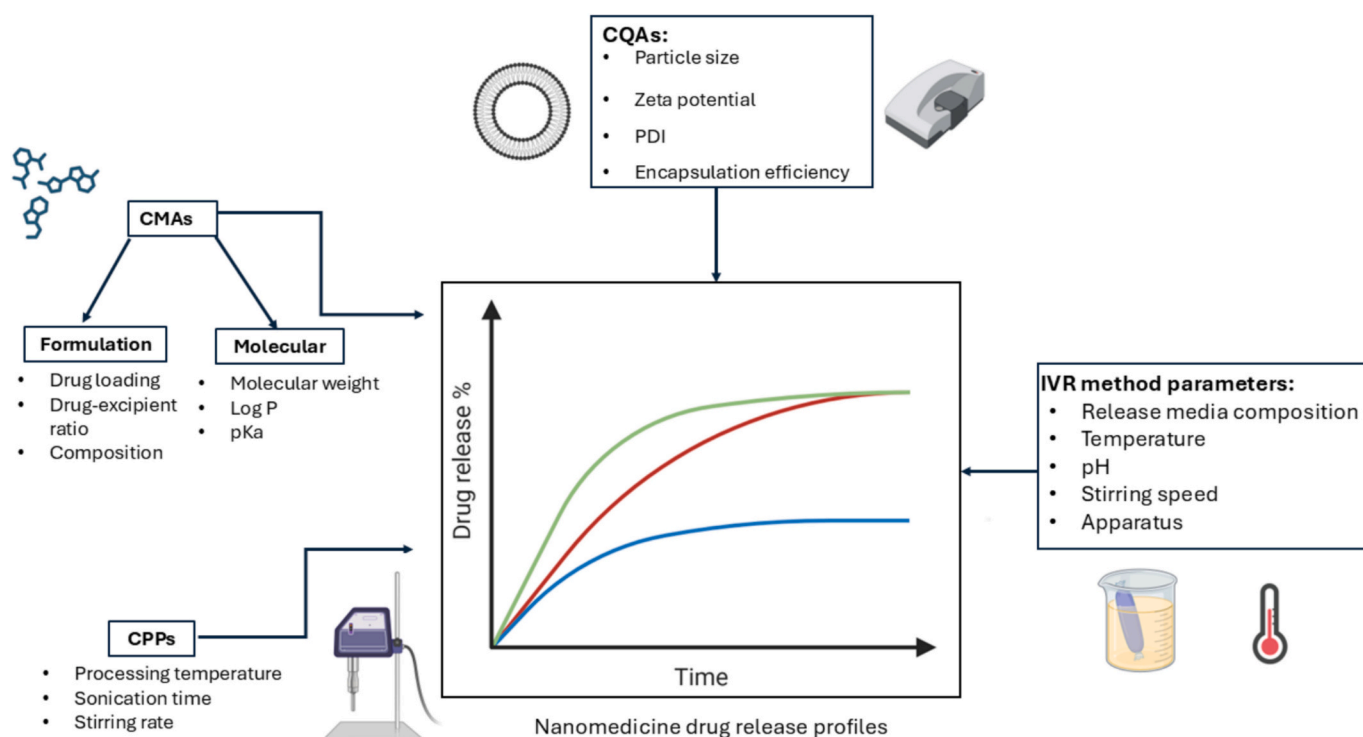 CQAs:
• Particle size
• Zeta potential
• PDI
• Encapsulation efficiency
CMAs
Formulation
• Drug loading
• Drug-excipient
ratio
• Composition
Molecular
• Molecular weight
• Log P
• pKa
CPPs
• Processing temperature
• Sonication time
• Stirring rate
Drug release %
Time
Nanomedicine drug release profiles
IVR method parameters:
• Release media composition
• Temperature
• pH
• Stirring speed
• Apparatus